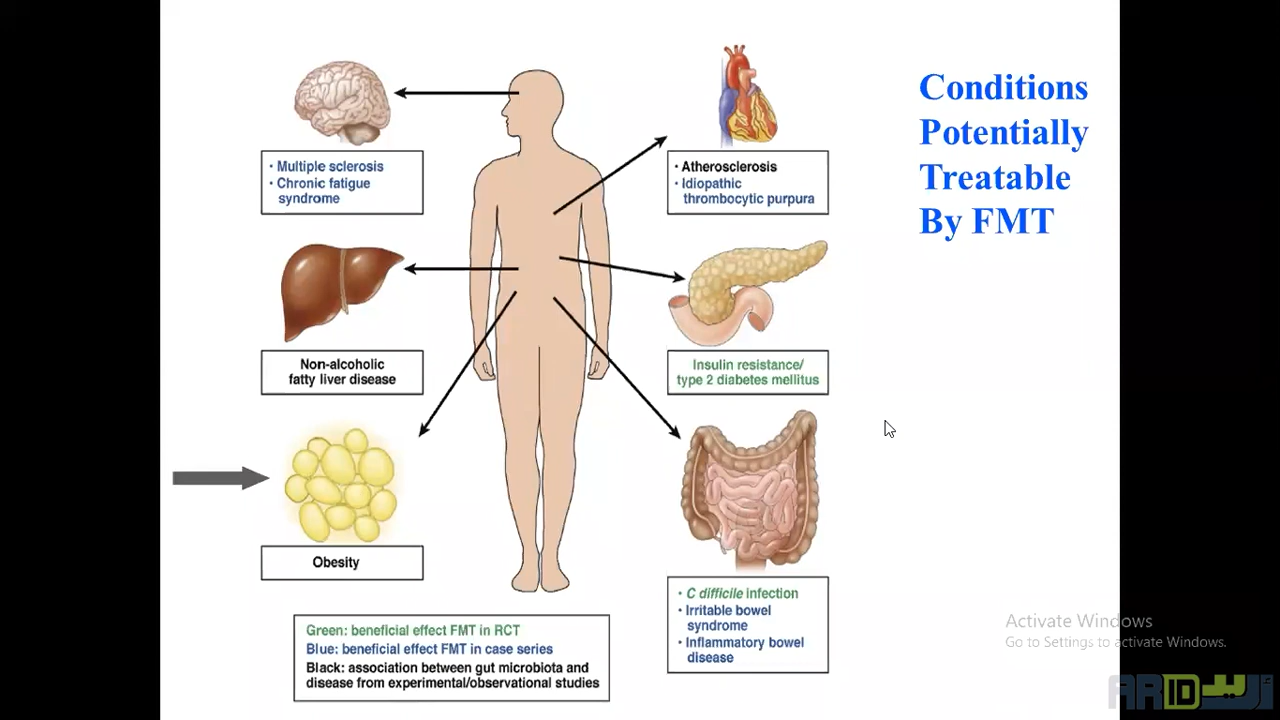 Conditions
Potentially
Treatable
By FMT
• Multiple sclerosis
• Chronic fatigue
syndrome
• Atherosclerosis
• Idiopathic
thrombocytic purpura
Non-alcoholic
fatty liver disease
Insulin resistance/
type 2 diabetes mellitus
Obesity
• C difficile infection
• Irritable bowel
syndrome
• Inflammatory bowel
disease
Green: beneficial effect FMT in RCT
Blue: beneficial effect FMT in case series
Black: association between gut microbiota and
disease from experimental/observational studies
Activate Windows
Go to Settings to activate Windows.
ARID أريد